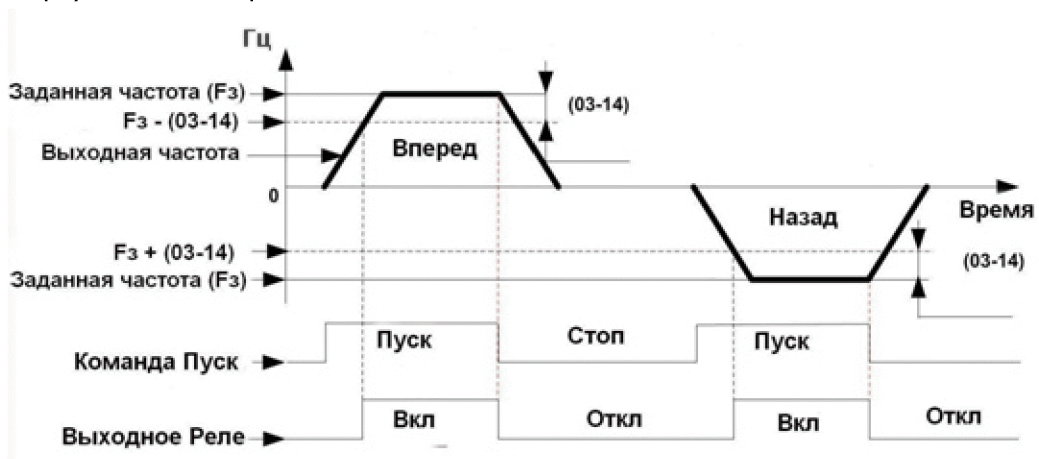 Гц
Заданная частота (Fз)
(03-14)
Fз - (03-14)
Выходная частота
Вперед
0
Назад
Время
Fз + (03-14)
(03-14)
Заданная частота (Fз)
Пуск
Стоп
Пуск
Команда Пуск
Вкл
Откл
Вкл
Откл
Выходное Реле